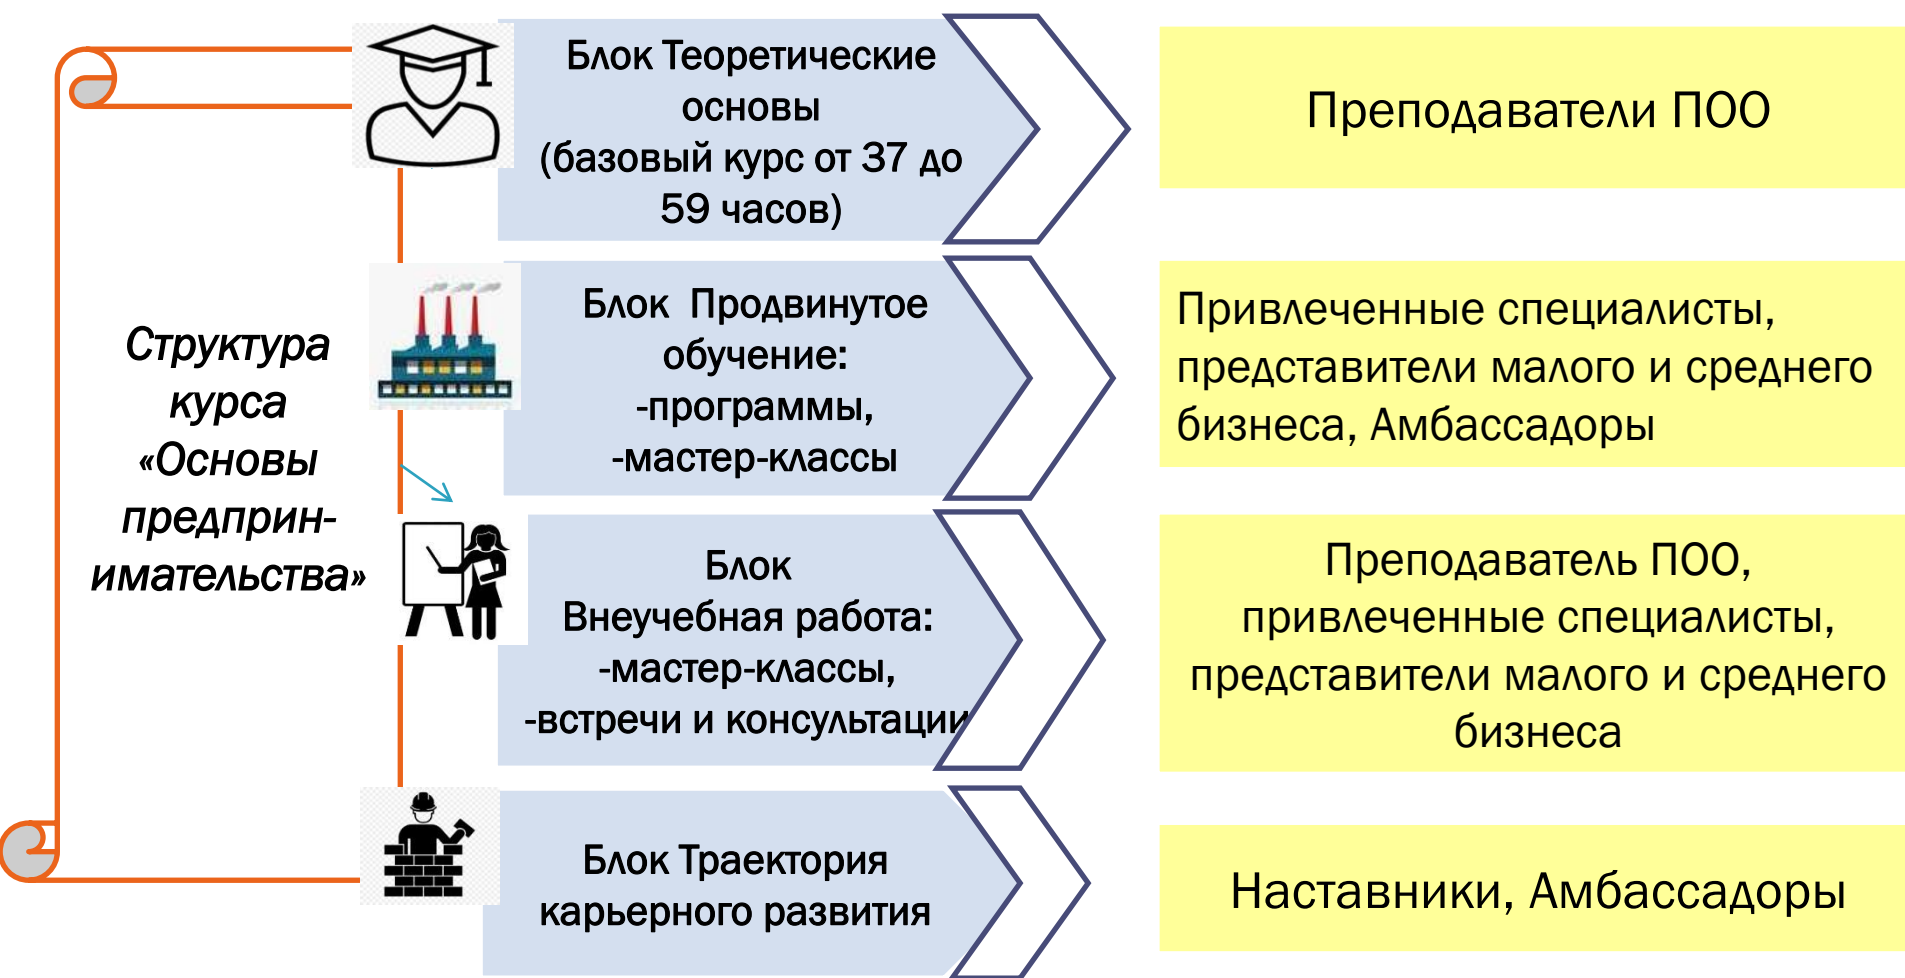 Структура
курса
«Основы
предприн-
имательства»
Блок Теоретические
основы
(базовый курс от 37 до
59 часов)
Преподаватели ПОО
Блок  Продвинутое
обучение:
-программы,
-мастер-классы
Привлеченные специалисты,
представители малого и среднего
бизнеса, Амбассадоры
Блок
Внеучебная работа:
-мастер-классы,
-встречи и консультации
Преподаватель ПОО,
привлеченные специалисты,
представители малого и среднего
бизнеса
Блок Траектория
карьерного развития
Наставники, Амбассадоры